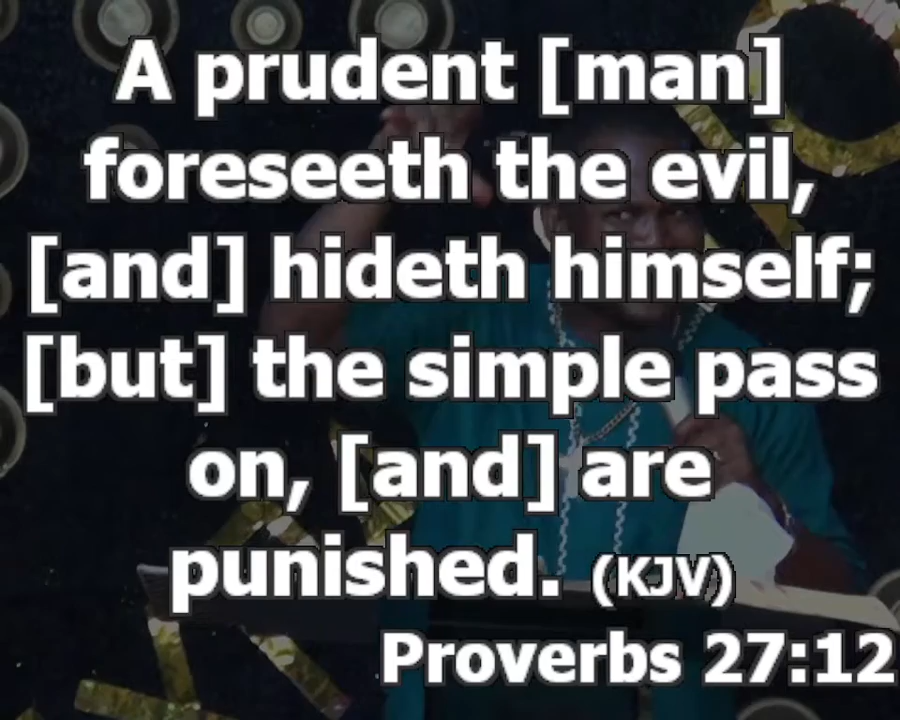 A prudent [man]
foreseeth the evil,
[and] hideth himself;
[but] the simple pass
on, [and] are
punished. (KJV)
Proverbs 27:12